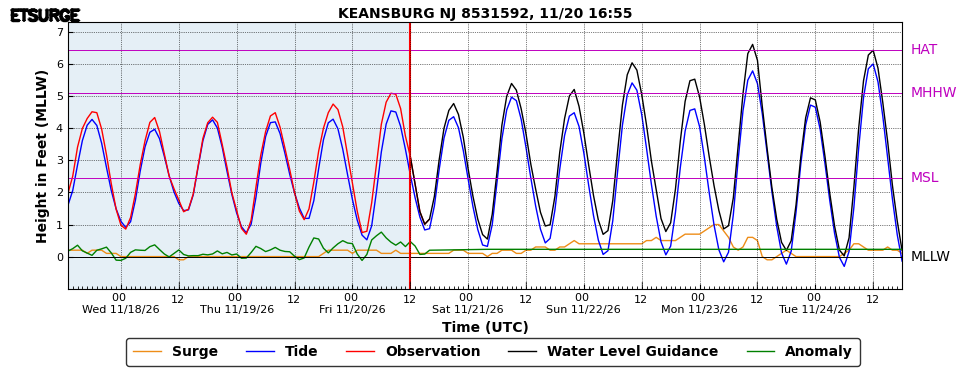 ETSURGE
KEANSBURG NJ 8531592, 11/20 16:55
Height in Feet (MLLW)
7
6
5
4
3
2
1
0
HAT
MHHW
MSL
MLLW
00 12 00 12 00 12 00 12 00 12 00 12 00 12
Wed 11/18/26 Thu 11/19/26 Fri 11/20/26 Sat 11/21/26 Sun 11/22/26 Mon 11/23/26 Tue 11/24/26
Time (UTC)
Surge Tide Observation Water Level Guidance Anomaly